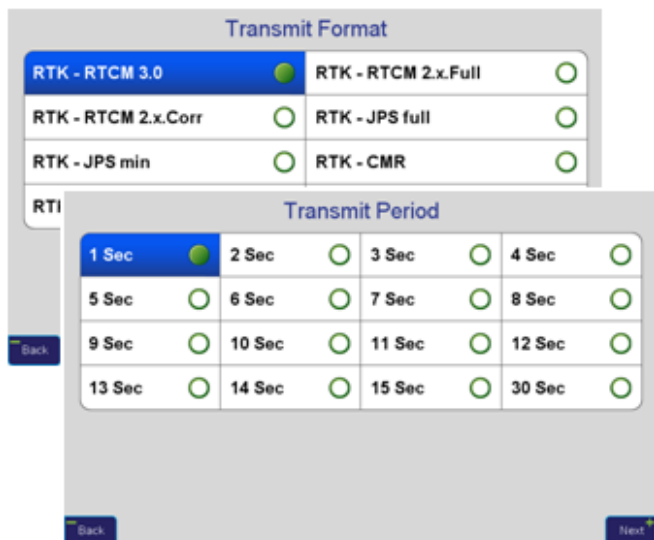 Transmit Format
RTK - RTCM 3.0 RTK - RTCM 2.x.Full
RTK - RTCM 2.x.Corr RTK - JPS full
RTK - JPS min RTK - CMR
Back
Transmit Period
1 Sec 2 Sec 3 Sec 4 Sec
5 Sec 6 Sec 7 Sec 8 Sec
9 Sec 10 Sec 11 Sec 12 Sec
13 Sec 14 Sec 15 Sec 30 Sec
Back Next